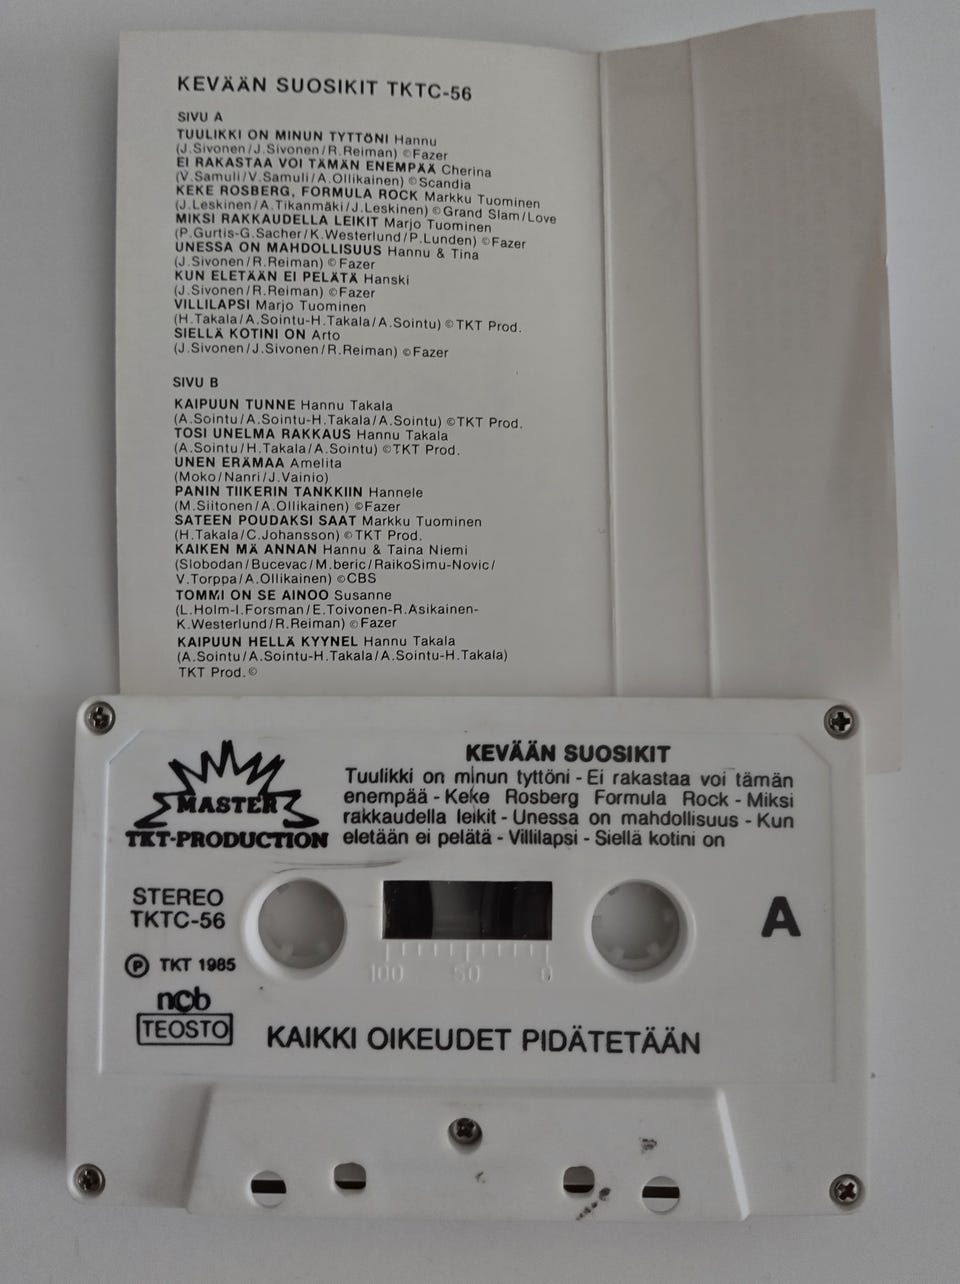 KEVÄÄN SUOSIKIT TKTC-56
SIVU A
TUULIKKI ON MINUN TYTTÖNI Hannu
(J.Sivonen/J.Sivonen/R.Reiman) ©Fazer
EI RAKASTAA VOI TÄMÄN ENEMPÄÄ Cherina
(V.Samuli/V.Samuli/A.Ollikainen) ©Scandia
KEKE ROSBERG, FORMULA ROCK Markku Tuominen
(J.Leskinen/A.Tikanmäki/J.Leskinen) ©Grand Slam/Love
MIKSI RAKKAUDELLA LEIKIT Marjo Tuominen
(P.Gurtis-G.Sacher/K.Westerlund/P.Lunden) ©Fazer
UNESSA ON MAHDOLLISUUS Hannu & Tina
(J.Sivonen/R.Reiman) ©Fazer
KUN ELETÄÄN EI PELÄTÄ Hanski
(J.Sivonen/R.Reiman) ©Fazer
VILLILAPSI Marjo Tuominen
(H.Takala/A.Sointu-H.Takala/A.Sointu) ©TKT Prod.
SIELLÄ KOTINI ON Arto
(J.Sivonen/J.Sivonen/R.Reiman) ©Fazer
SIVU B
KAIPUUN TUNNE Hannu Takala
(A.Sointu/A.Sointu-H.Takala/A.Sointu) ©TKT Prod.
TOSI UNELMA RAKKAUS Hannu Takala
(A.Sointu/H.Takala/A.Sointu) ©TKT Prod.
UNEN ERÄMAA Amelita
(Moko/Nanri/J.Vainio)
PANIN TIIKERIN TANKKIIN Hannele
(M.Siitonen/A.Ollikainen) ©Fazer
SATEEN POUDAKSI SAAT Markku Tuominen
(H.Takala/C.Johansson) ©TKT Prod.
KAIKEN MÄ ANNAN Hannu & Taina Niemi
(Slobodan/Bucevac/M.beric/RaikoSimu-Novic/
V.Torppa/A.Ollikainen) ©CBS
TOMMI ON SE AINOO Susanne
(L.Holm-I.Forsman/E.Toivonen-R.Asikainen-
K.Westerlund/R.Reiman) ©Fazer
KAIPUUN HELLÄ KYYNEL Hannu Takala
(A.Sointu/A.Sointu-H.Takala/A.Sointu-H.Takala)
TKT Prod.©
MASTER
TKT-PRODUCTION
KEVÄÄN SUOSIKIT
Tuulikki on minun tyttöni - Ei rakastaa voi tämän
enempää - Keke Rosberg Formula Rock - Miksi
rakkaudella leikit - Unessa on mahdollisuus - Kun
eletään ei pelätä - Villilapsi - Siellä kotini on
STEREO
TKTC-56
A
℗ TKT 1985
100 50 0
ncb
TEOSTO
KAIKKI OIKEUDET PIDÄTETÄÄN